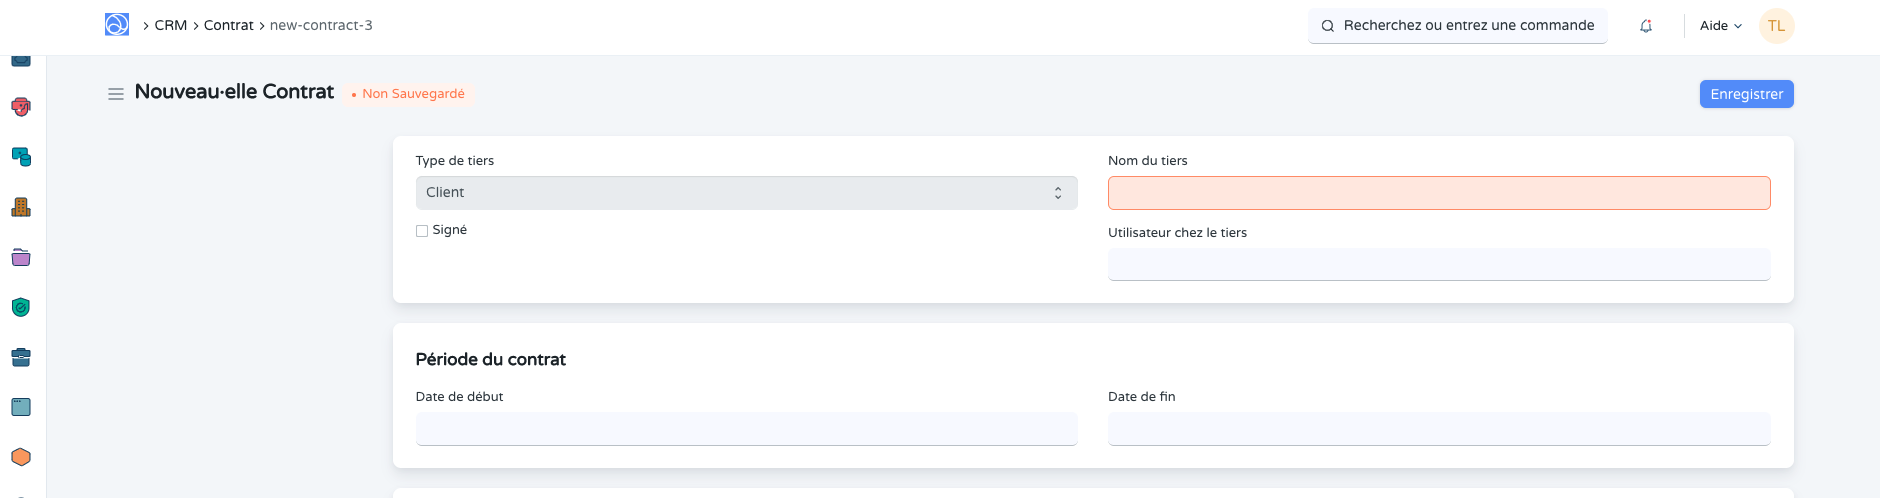 CRM Contrat new-contract-3
Recherchez ou entrez une commande
Aide
TL
Nouveau·elle Contrat
Non Sauvegardé
Enregistrer
Type de tiers
Client
Signé
Nom du tiers
Utilisateur chez le tiers
Période du contrat
Date de début
Date de fin